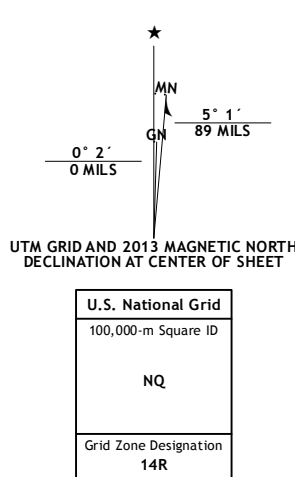 ★
MN
GN
5° 1´
89 MILS
0° 2´
0 MILS
UTM GRID AND 2013 MAGNETIC NORTH
DECLINATION AT CENTER OF SHEET
U.S. National Grid
100,000-m Square ID
NQ
Grid Zone Designation
14R